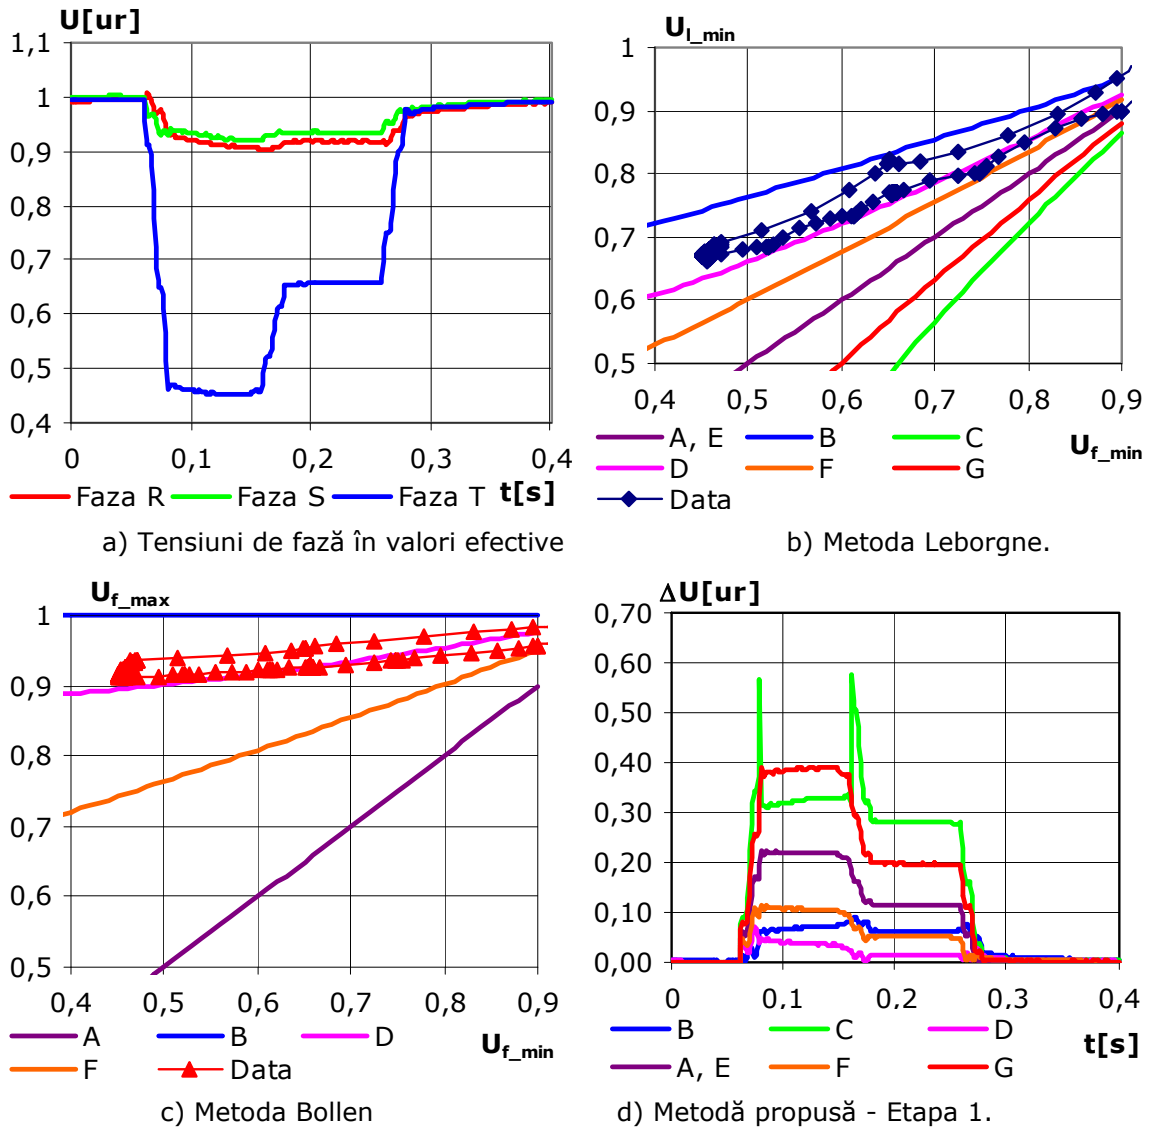 U[ur]
1,1
1
0,9
0,8
0,7
0,6
0,5
0,4
0 0,1 0,2 0,3 0,4
t[s]
Faza R Faza S Faza T
a) Tensiuni de fază în valori efective
U_l_min
1
0,9
0,8
0,7
0,6
0,5
0,4 0,5 0,6 0,7 0,8 0,9
U_f_min
A, E B C
D F G
Data
b) Metoda Leborgne.
U_f_max
1
0,9
0,8
0,7
0,6
0,5
0,4 0,5 0,6 0,7 0,8 0,9
U_f_min
A B D
F Data
c) Metoda Bollen
ΔU[ur]
0,70
0,60
0,50
0,40
0,30
0,20
0,10
0,00
0 0,1 0,2 0,3 0,4
t[s]
B C D
A, E F G
d) Metodă propusă - Etapa 1.